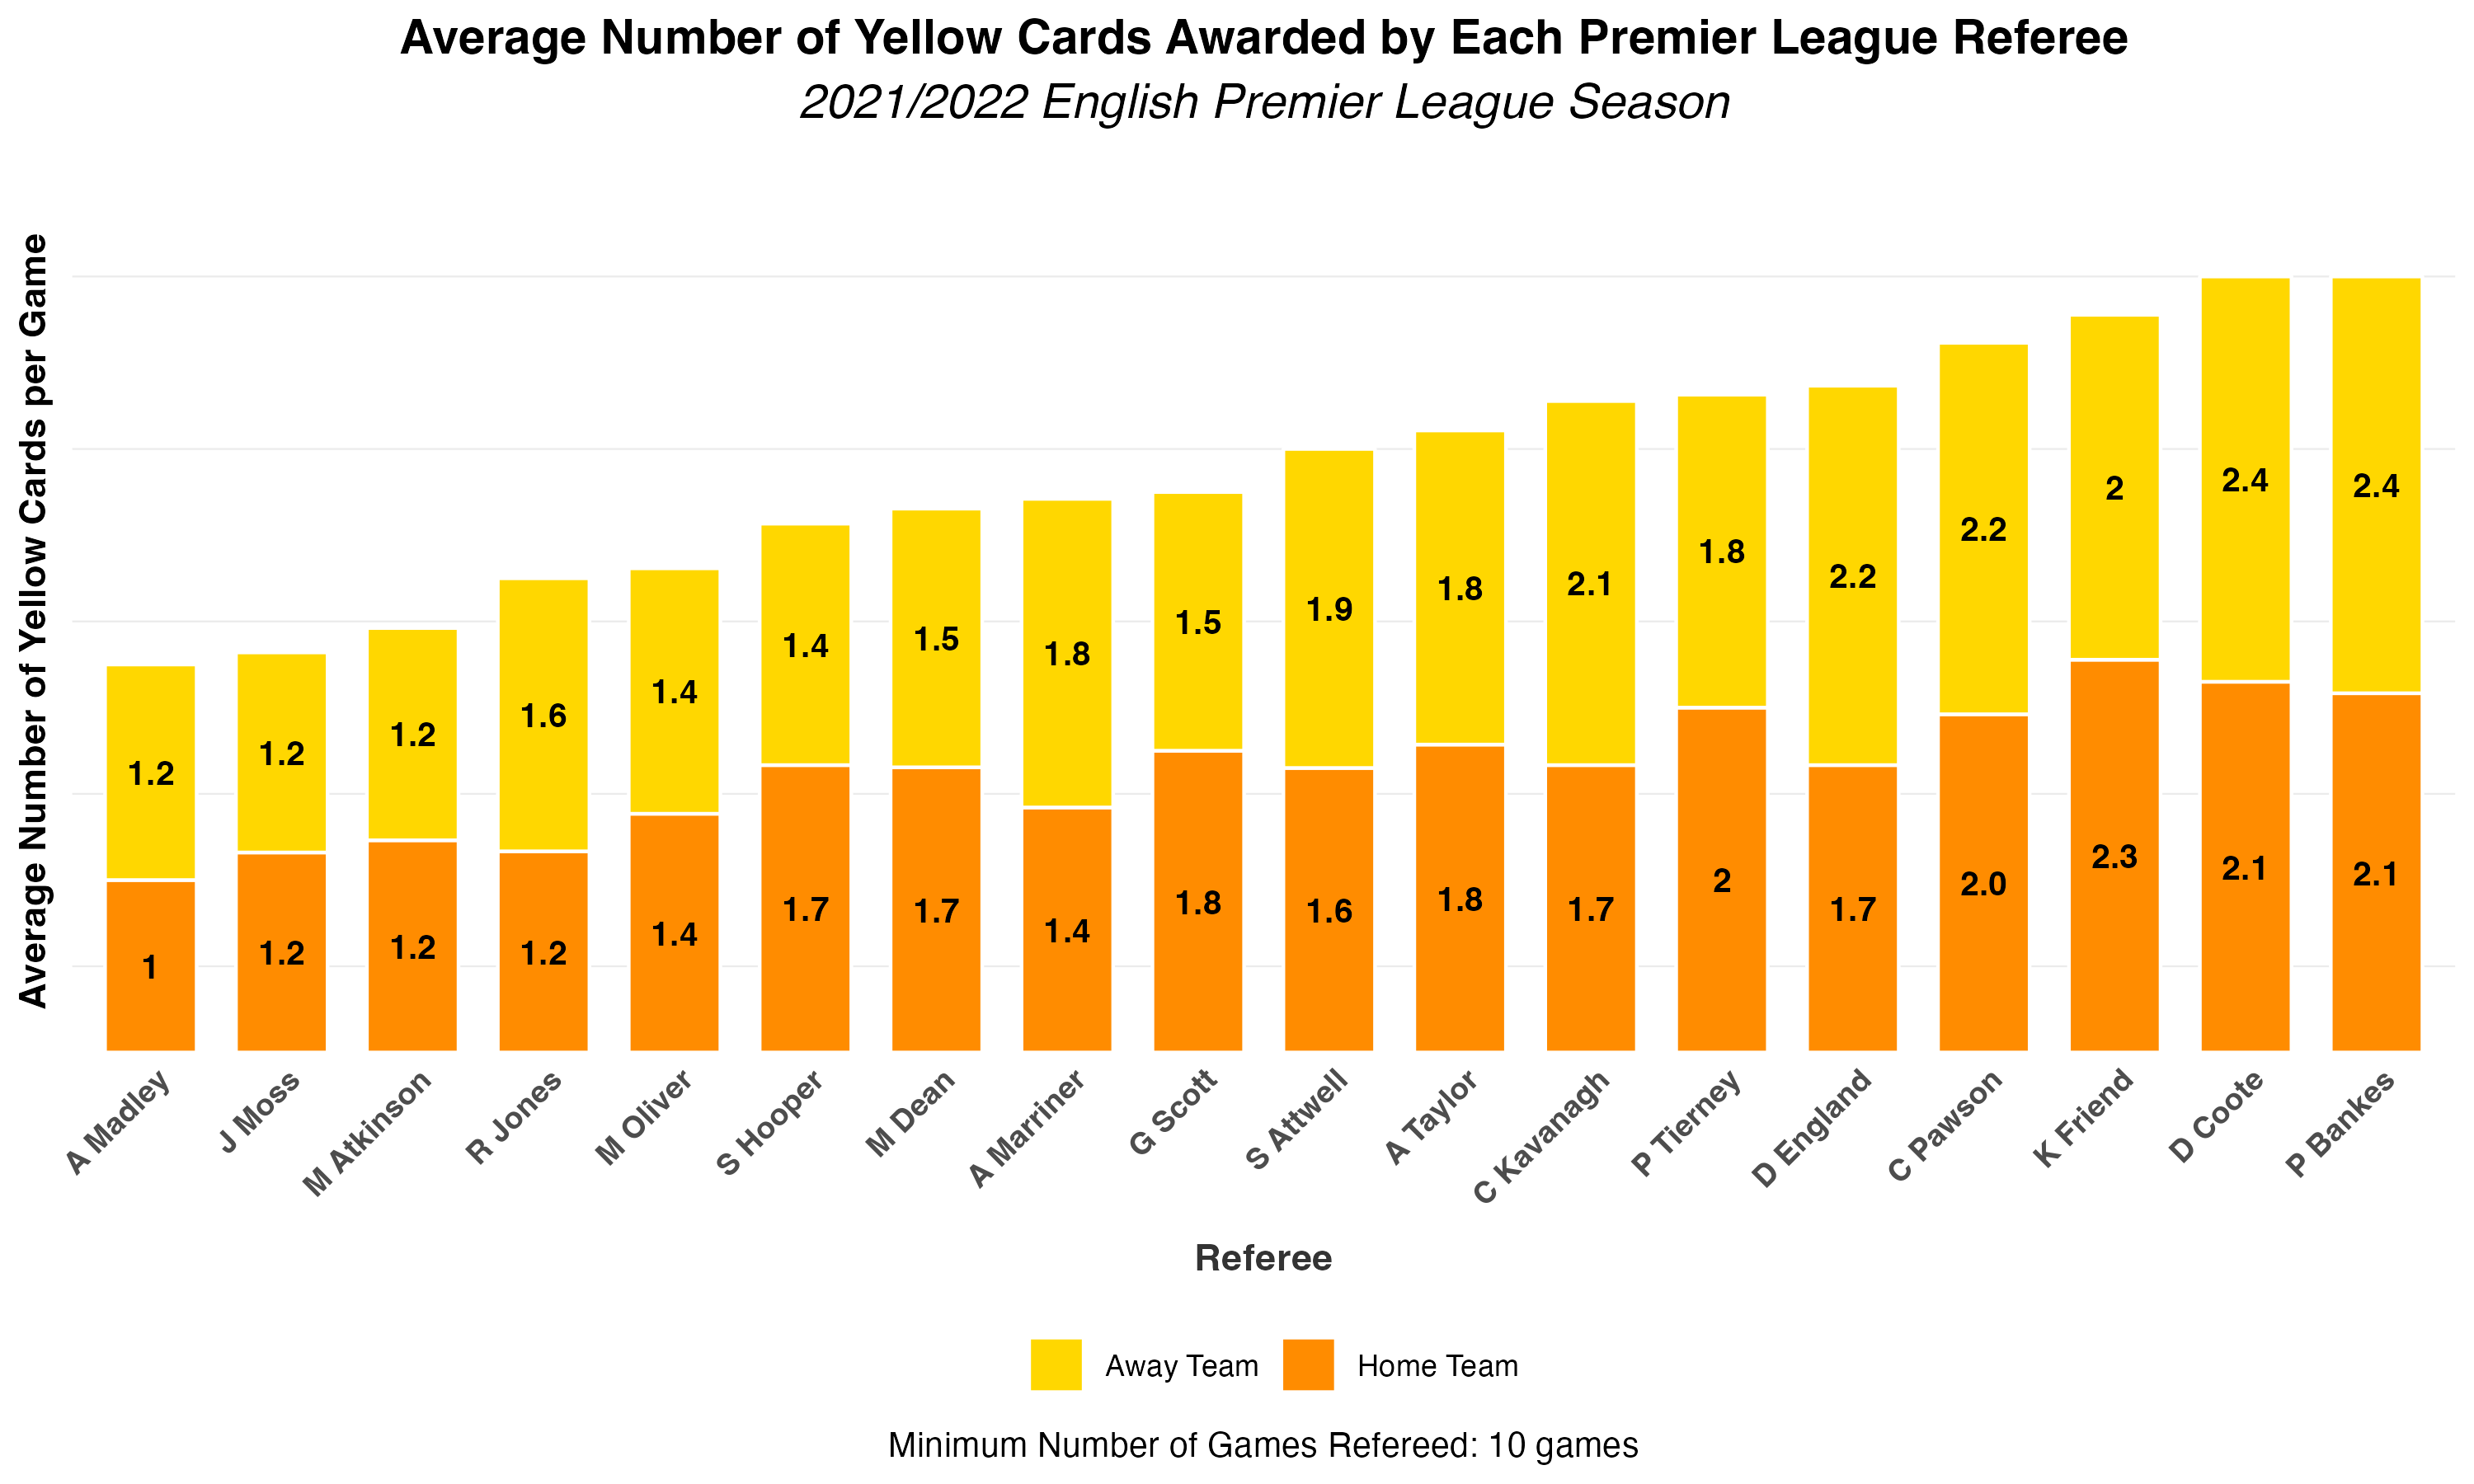 Average Number of Yellow Cards Awarded by Each Premier League Referee
2021/2022 English Premier League Season
Average Number of Yellow Cards per Game
1.2 1.2 1.2 1.6 1.4 1.4 1.5 1.8 1.5 1.9 1.8 2.1 1.8 2.2 2.2 2 2.4 2.4
1 1.2 1.2 1.2 1.4 1.7 1.7 1.4 1.8 1.6 1.8 1.7 2 1.7 2.0 2.3 2.1 2.1
A Madley
J Moss
M Atkinson
R Jones
M Oliver
S Hooper
M Dean
A Marriner
G Scott
S Attwell
A Taylor
C Kavanagh
P Tierney
D England
C Pawson
K Friend
D Coote
P Bankes
Referee
Away Team Home Team
Minimum Number of Games Refereed: 10 games